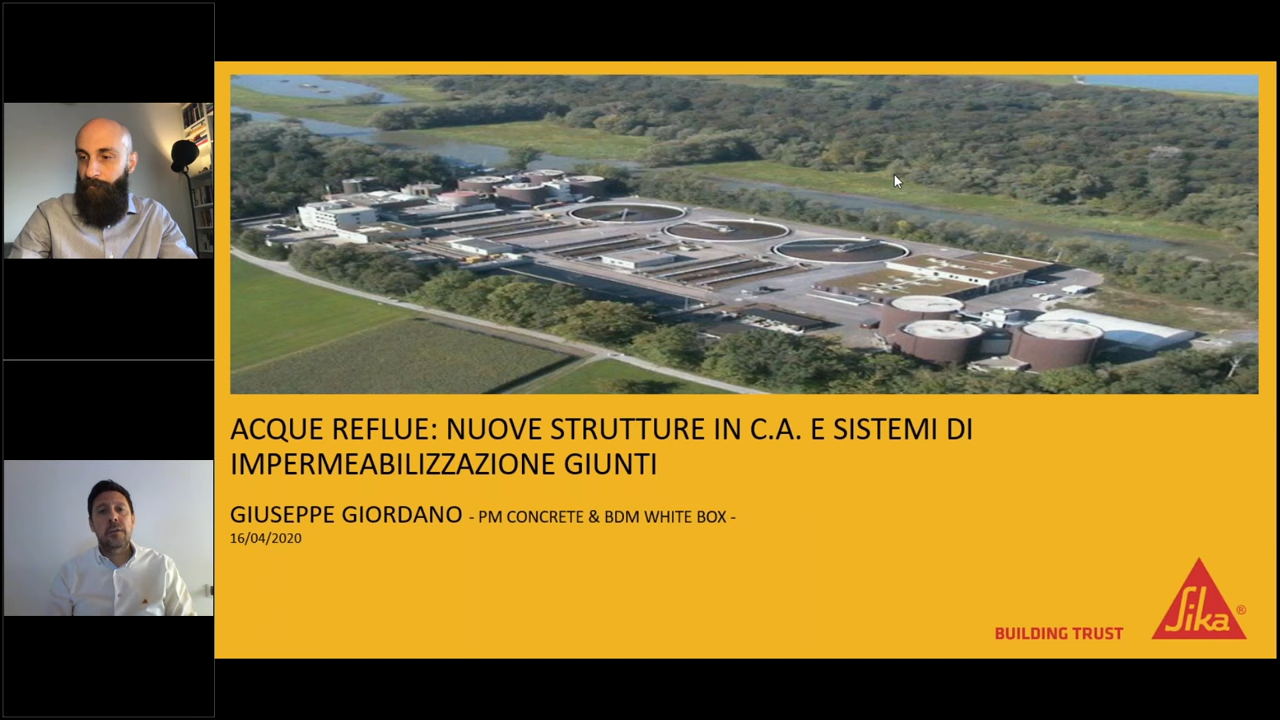 ACQUE REFLUE: NUOVE STRUTTURE IN C.A. E SISTEMI DI
IMPERMEABILIZZAZIONE GIUNTI
GIUSEPPE GIORDANO - PM CONCRETE & BDM WHITE BOX -
16/04/2020
BUILDING TRUST
Sika®